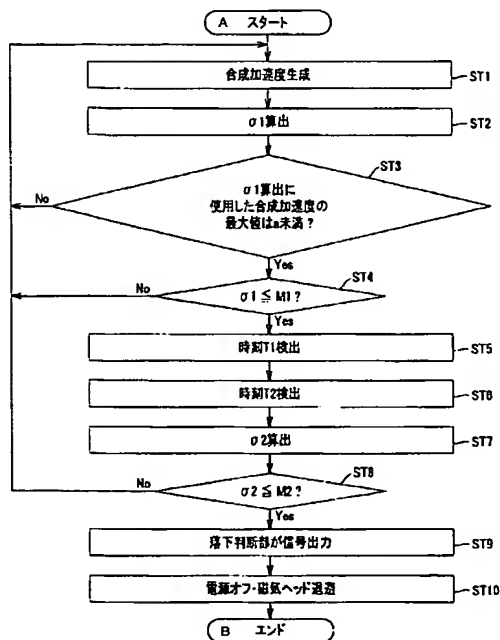 A スタート
合成加速度生成
ST1
σ1算出
ST2
ST3
σ1算出に
使用した合成加速度の
最大値はa未満?
No
Yes
ST4
σ1≦M1?
No
Yes
時刻T1検出
ST5
時刻T2検出
ST6
σ2算出
ST7
ST8
σ2≦M2?
No
Yes
落下判断部が信号出力
ST9
電源オフ・磁気ヘッド退避
ST10
B エンド